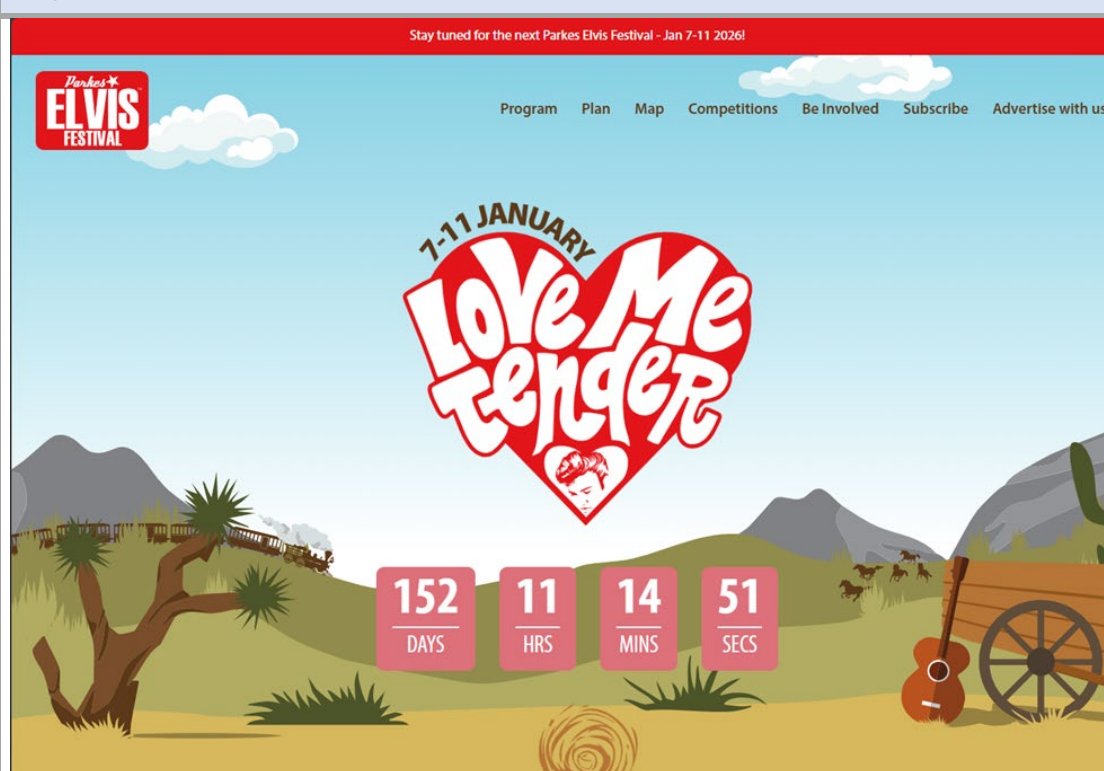 Stay tuned for the next Parkes Elvis Festival - Jan 7-11 2026!
Parkes
ELVIS
FESTIVAL
Program Plan Map Competitions Be Involved Subscribe Advertise with us
7-11 JANUARY
LOVE Me
TendeR
152 11 14 51
DAYS HRS MINS SECS